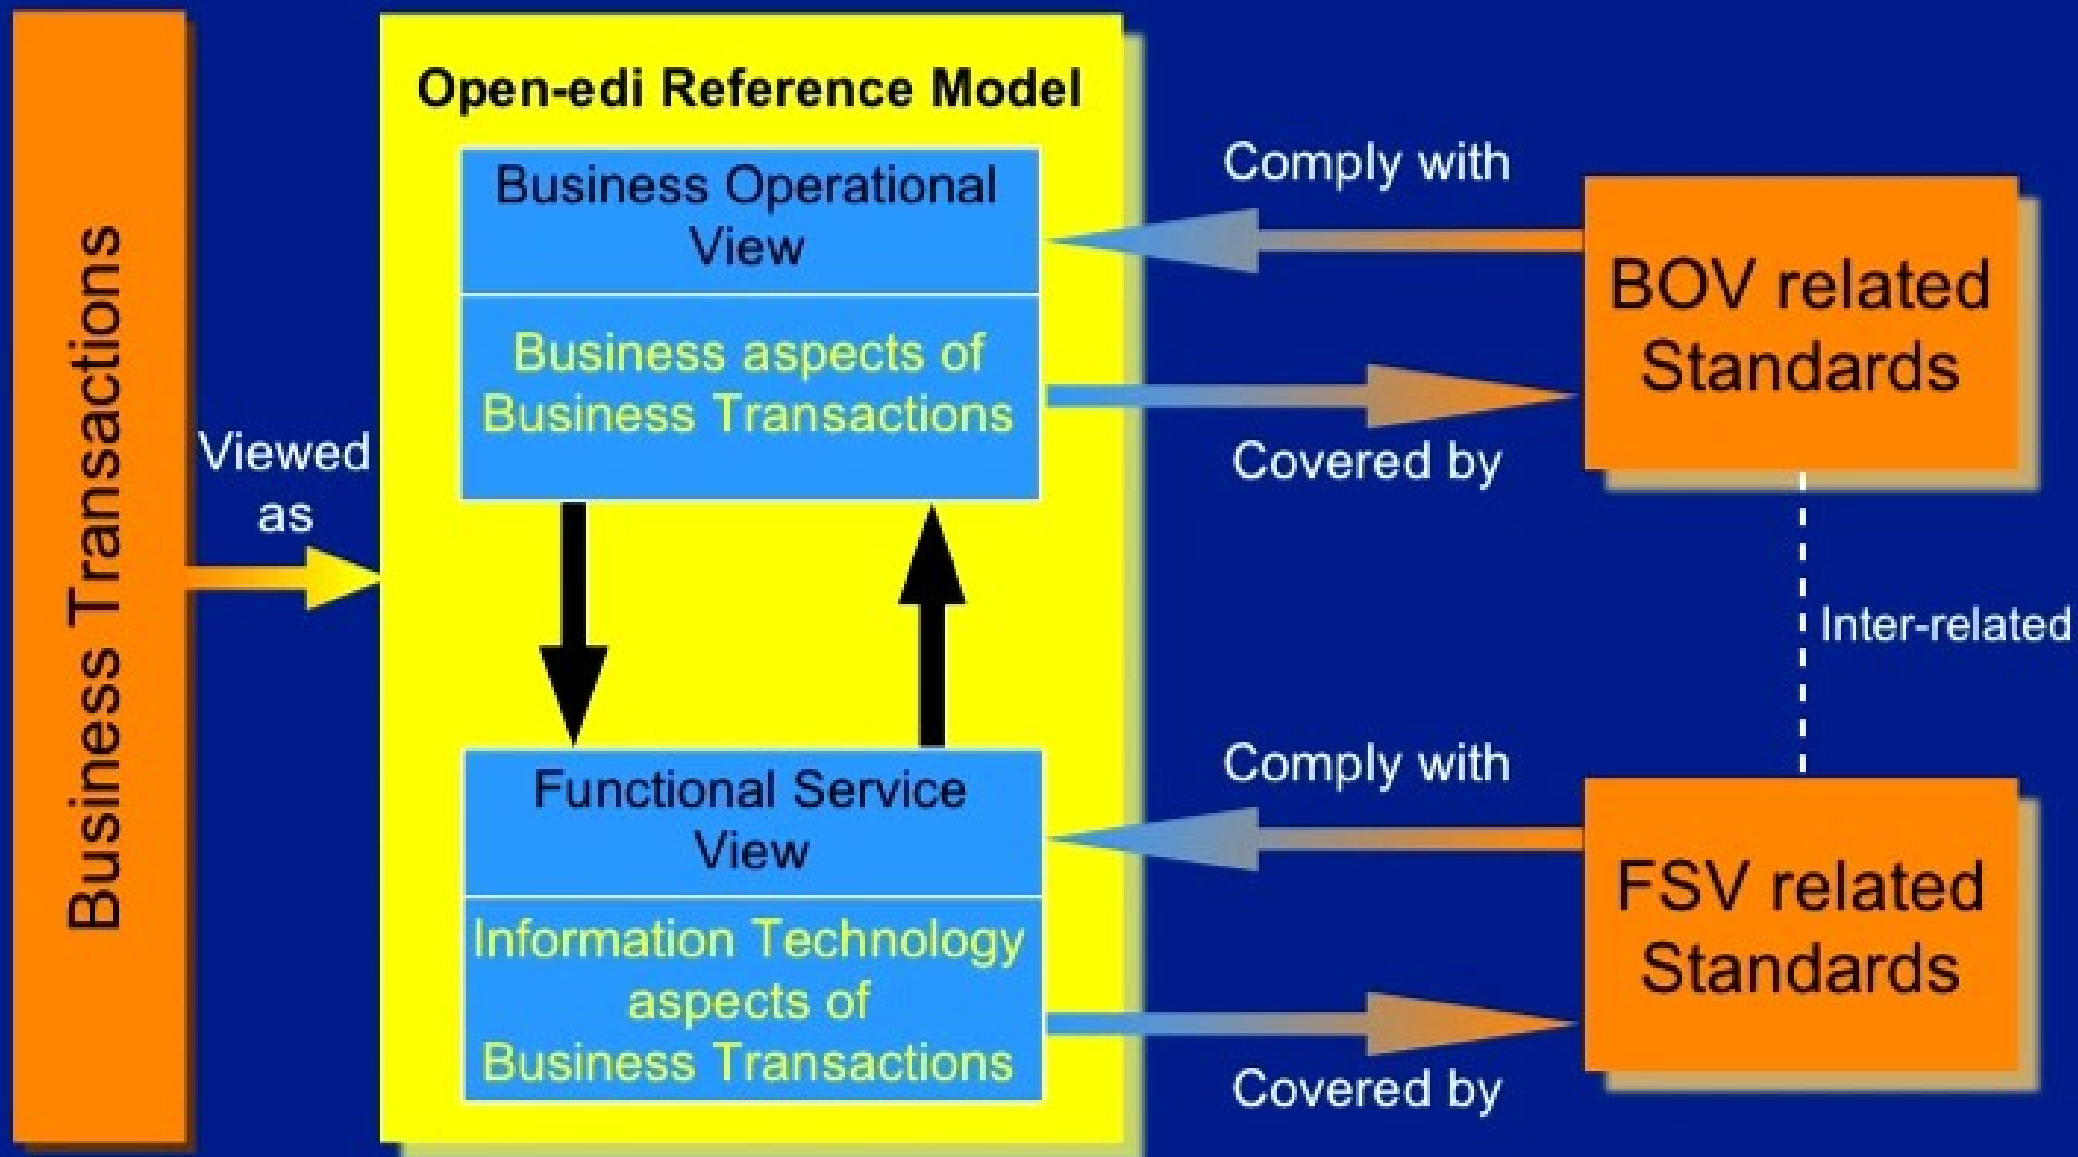 Business Transactions
Viewed
as
Open-edi Reference Model
Business Operational
View
Business aspects of
Business Transactions
Functional Service
View
Information Technology
aspects of
Business Transactions
Comply with
Covered by
BOV related
Standards
Inter-related
Comply with
Covered by
FSV related
Standards